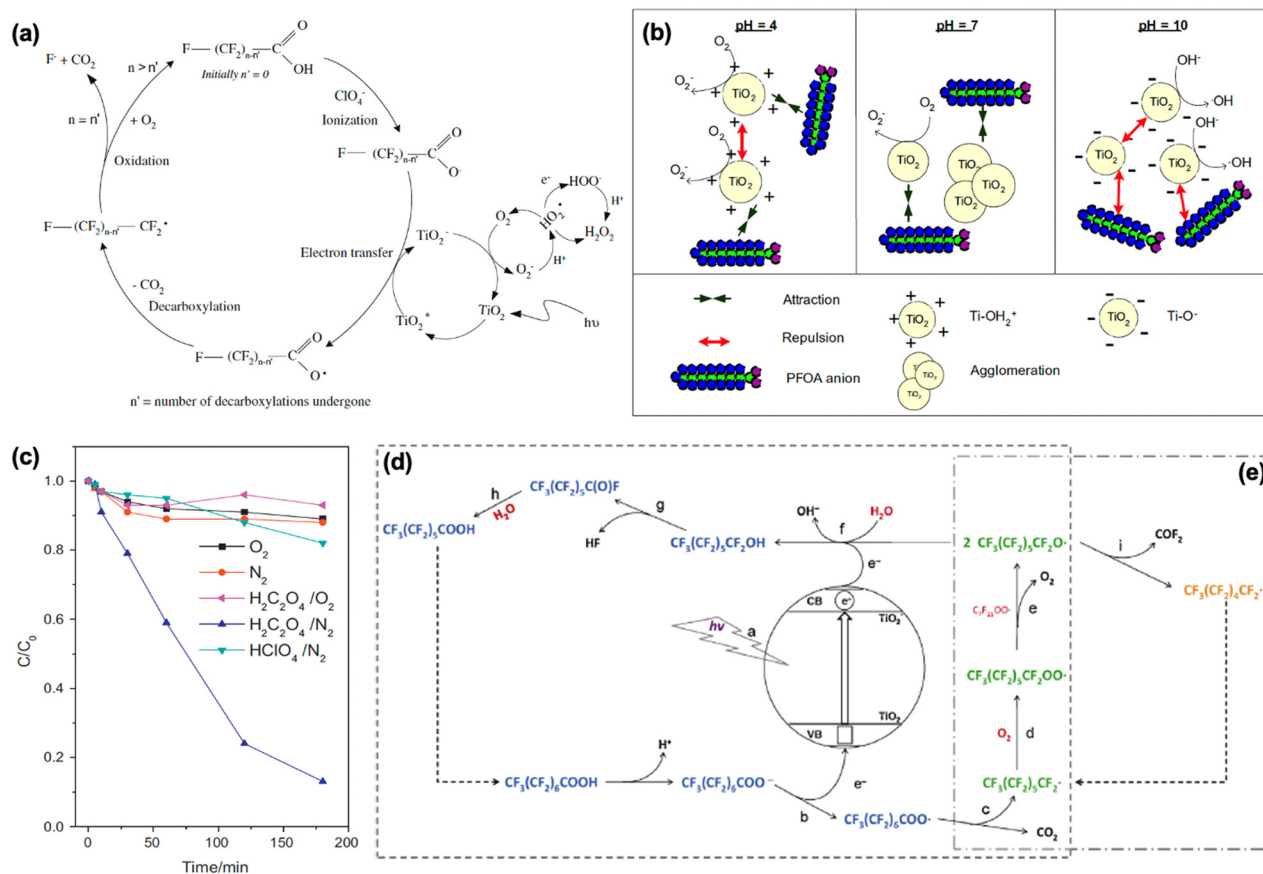 (a)
F—(CF2)n-n'—C
O
OH
Initially n' = 0
F- + CO2
n > n'
n = n'
+ O2
Oxidation
ClO4-
Ionization
F—(CF2)n-n'—C
O
O-
F—(CF2)n-n'—CF2•
- CO2
Decarboxylation
Electron transfer
TiO2-
O2
e-
HOO-
HO2•
H+
H2O2
O2-
H+
TiO2*
TiO2
hυ
F—(CF2)n-n'—C
O
O•
n' = number of decarboxylations undergone
(b)
pH = 4
pH = 7
pH = 10
O2
O2-
TiO2
O2
O2-
TiO2
O2-
O2
TiO2
TiO2
OH-
TiO2
·OH
OH-
TiO2
TiO2
·OH
Attraction
Repulsion
PFOA anion
TiO2
Ti-OH2+
TiO2
TiO2
TiO2
Agglomeration
TiO2
Ti-O-
(c)
C/C0
1.0
0.8
0.6
0.4
0.2
0.0
O2
N2
H2C2O4 /O2
H2C2O4 /N2
HClO4 /N2
0 50 100 150 200
Time/min
(d)
(e)
CF3(CF2)5C(O)F
h
H2O
g
CF3(CF2)5COOH
HF
CF3(CF2)5CF2OH
OH−
f
H2O
e−
2 CF3(CF2)5CF2O·
i
COF2
O2
e
CF3(CF2)4CF2·
CB
e-
TiO2
hν
a
CF3(CF2)5CF2OO·
TiO2
VB
O2
d
H+
CF3(CF2)6COOH
CF3(CF2)6COO−
e−
CF3(CF2)5CF2·
b
CF3(CF2)6COO·
c
CO2